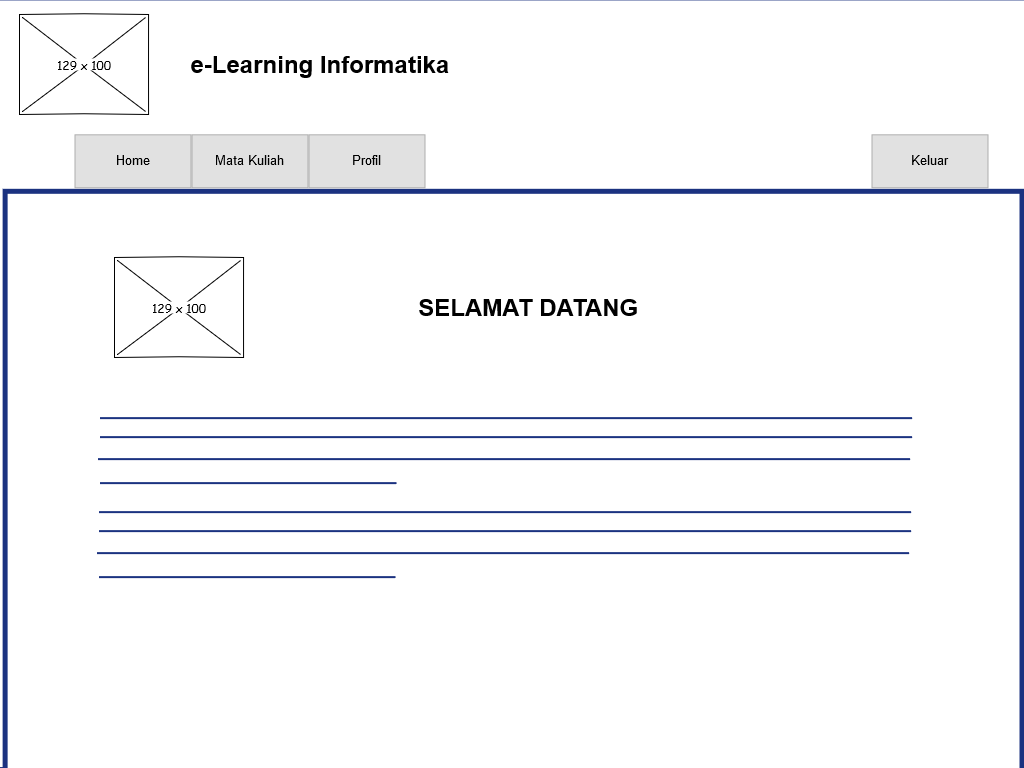 129 x 100
e-Learning Informatika
Home Mata Kuliah Profil Keluar
129 x 100
SELAMAT DATANG